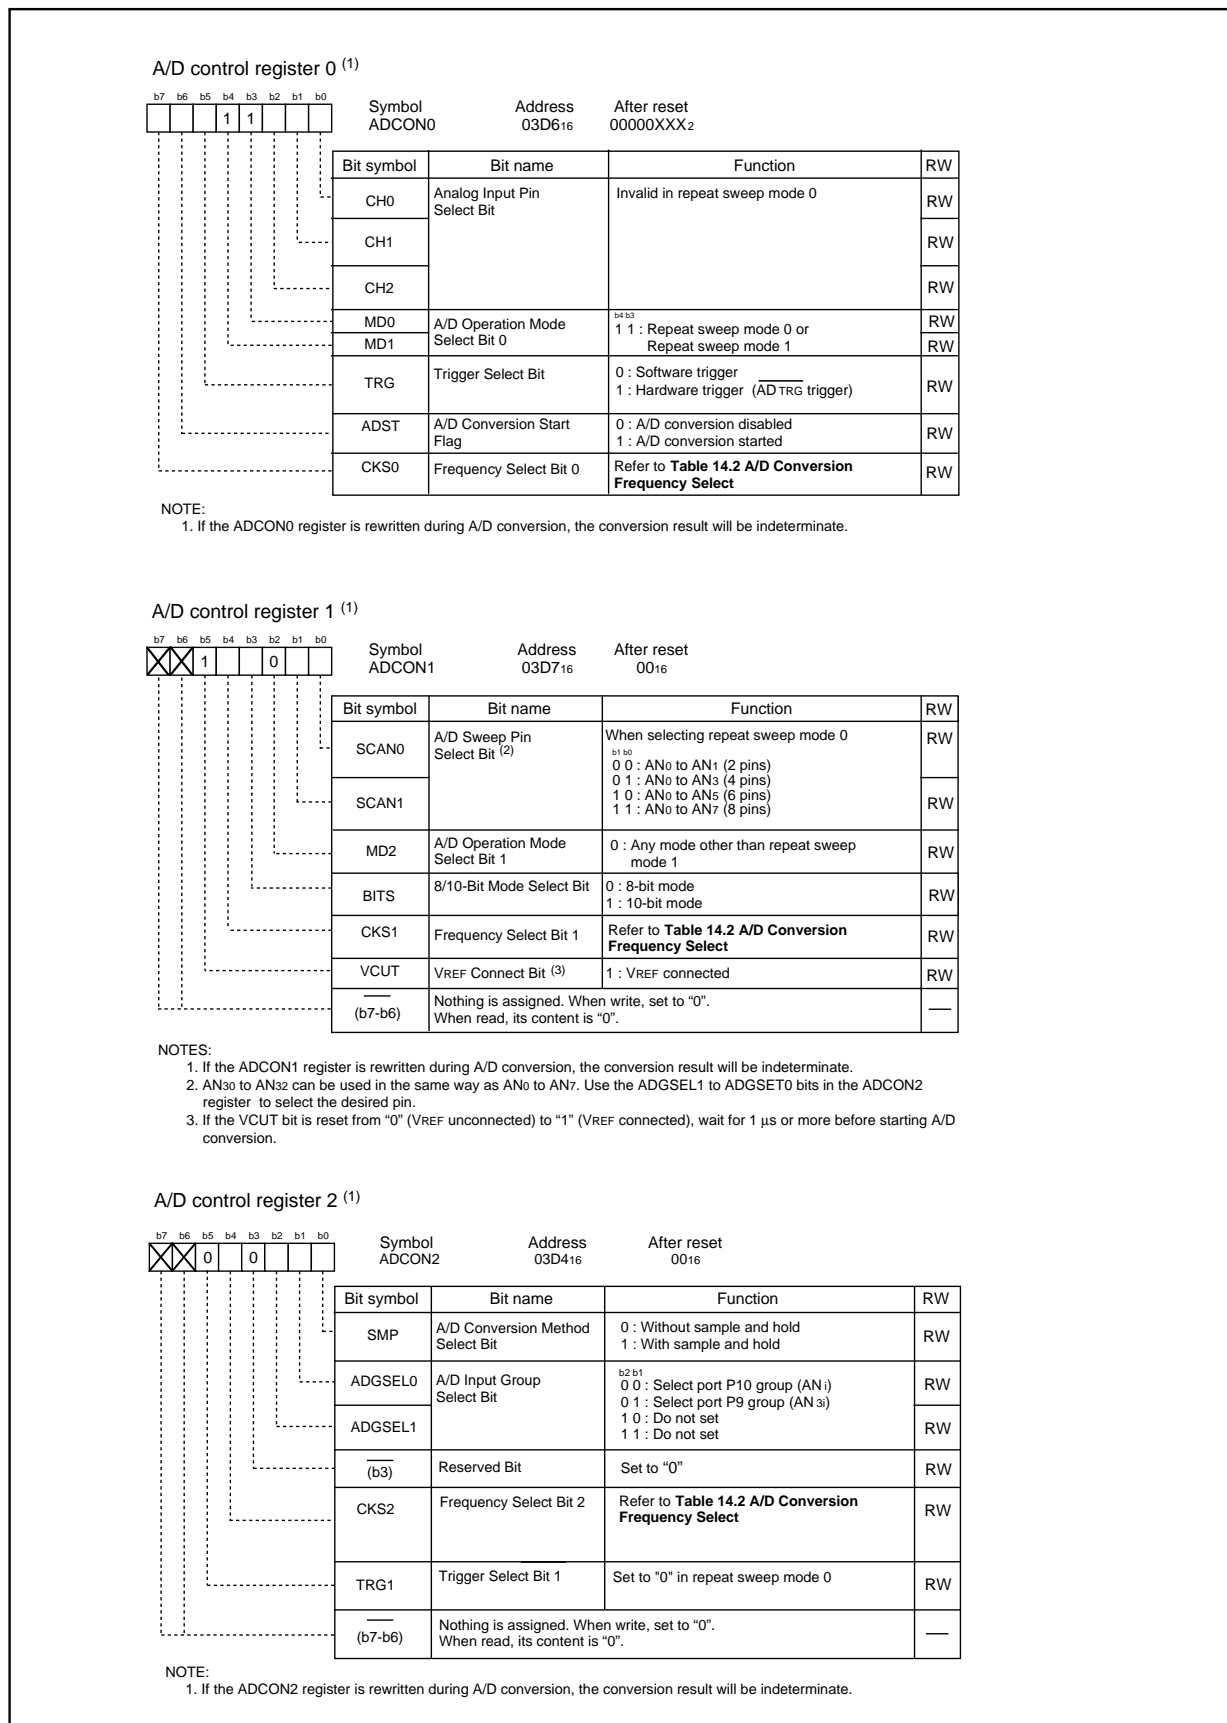 A/D control register 0 (1)
b7 b6 b5 b4 b3 b2 b1 b0
1 1
Symbol Address After reset
ADCON0 03D616 00000XXX2
Bit symbol Bit name Function RW
CH0 Analog Input Pin Select Bit Invalid in repeat sweep mode 0 RW
CH1 RW
CH2 RW
MD0 A/D Operation Mode Select Bit 0 b4 b3 RW
1 1 : Repeat sweep mode 0 or
MD1 Repeat sweep mode 1 RW
TRG Trigger Select Bit 0 : Software trigger RW
1 : Hardware trigger (ADTRG trigger)
ADST A/D Conversion Start Flag 0 : A/D conversion disabled RW
1 : A/D conversion started
CKS0 Frequency Select Bit 0 Refer to Table 14.2 A/D Conversion Frequency Select RW
NOTE:
1. If the ADCON0 register is rewritten during A/D conversion, the conversion result will be indeterminate.
A/D control register 1 (1)
b7 b6 b5 b4 b3 b2 b1 b0
1 0
Symbol Address After reset
ADCON1 03D716 0016
Bit symbol Bit name Function RW
SCAN0 A/D Sweep Pin Select Bit (2) When selecting repeat sweep mode 0 RW
b1 b0
0 0 : AN0 to AN1 (2 pins)
0 1 : AN0 to AN3 (4 pins)
1 0 : AN0 to AN5 (6 pins)
1 1 : AN0 to AN7 (8 pins)
SCAN1 RW
MD2 A/D Operation Mode Select Bit 1 0 : Any mode other than repeat sweep mode 1 RW
BITS 8/10-Bit Mode Select Bit 0 : 8-bit mode RW
1 : 10-bit mode
CKS1 Frequency Select Bit 1 Refer to Table 14.2 A/D Conversion Frequency Select RW
VCUT VREF Connect Bit (3) 1 : VREF connected RW
(b7-b6) Nothing is assigned. When write, set to “0”.
When read, its content is “0”.
NOTES:
1. If the ADCON1 register is rewritten during A/D conversion, the conversion result will be indeterminate.
2. AN30 to AN32 can be used in the same way as AN0 to AN7. Use the ADGSEL1 to ADGSET0 bits in the ADCON2
register to select the desired pin.
3. If the VCUT bit is reset from “0” (VREF unconnected) to “1” (VREF connected), wait for 1 µs or more before starting A/D
conversion.
A/D control register 2 (1)
b7 b6 b5 b4 b3 b2 b1 b0
0 0
Symbol Address After reset
ADCON2 03D416 0016
Bit symbol Bit name Function RW
SMP A/D Conversion Method Select Bit 0 : Without sample and hold RW
1 : With sample and hold
ADGSEL0 A/D Input Group Select Bit b2 b1 RW
0 0 : Select port P10 group (ANi)
0 1 : Select port P9 group (AN3i)
1 0 : Do not set
1 1 : Do not set
ADGSEL1 RW
(b3) Reserved Bit Set to “0” RW
CKS2 Frequency Select Bit 2 Refer to Table 14.2 A/D Conversion Frequency Select RW
TRG1 Trigger Select Bit 1 Set to "0" in repeat sweep mode 0 RW
(b7-b6) Nothing is assigned. When write, set to “0”.
When read, its content is “0”.
NOTE:
1. If the ADCON2 register is rewritten during A/D conversion, the conversion result will be indeterminate.